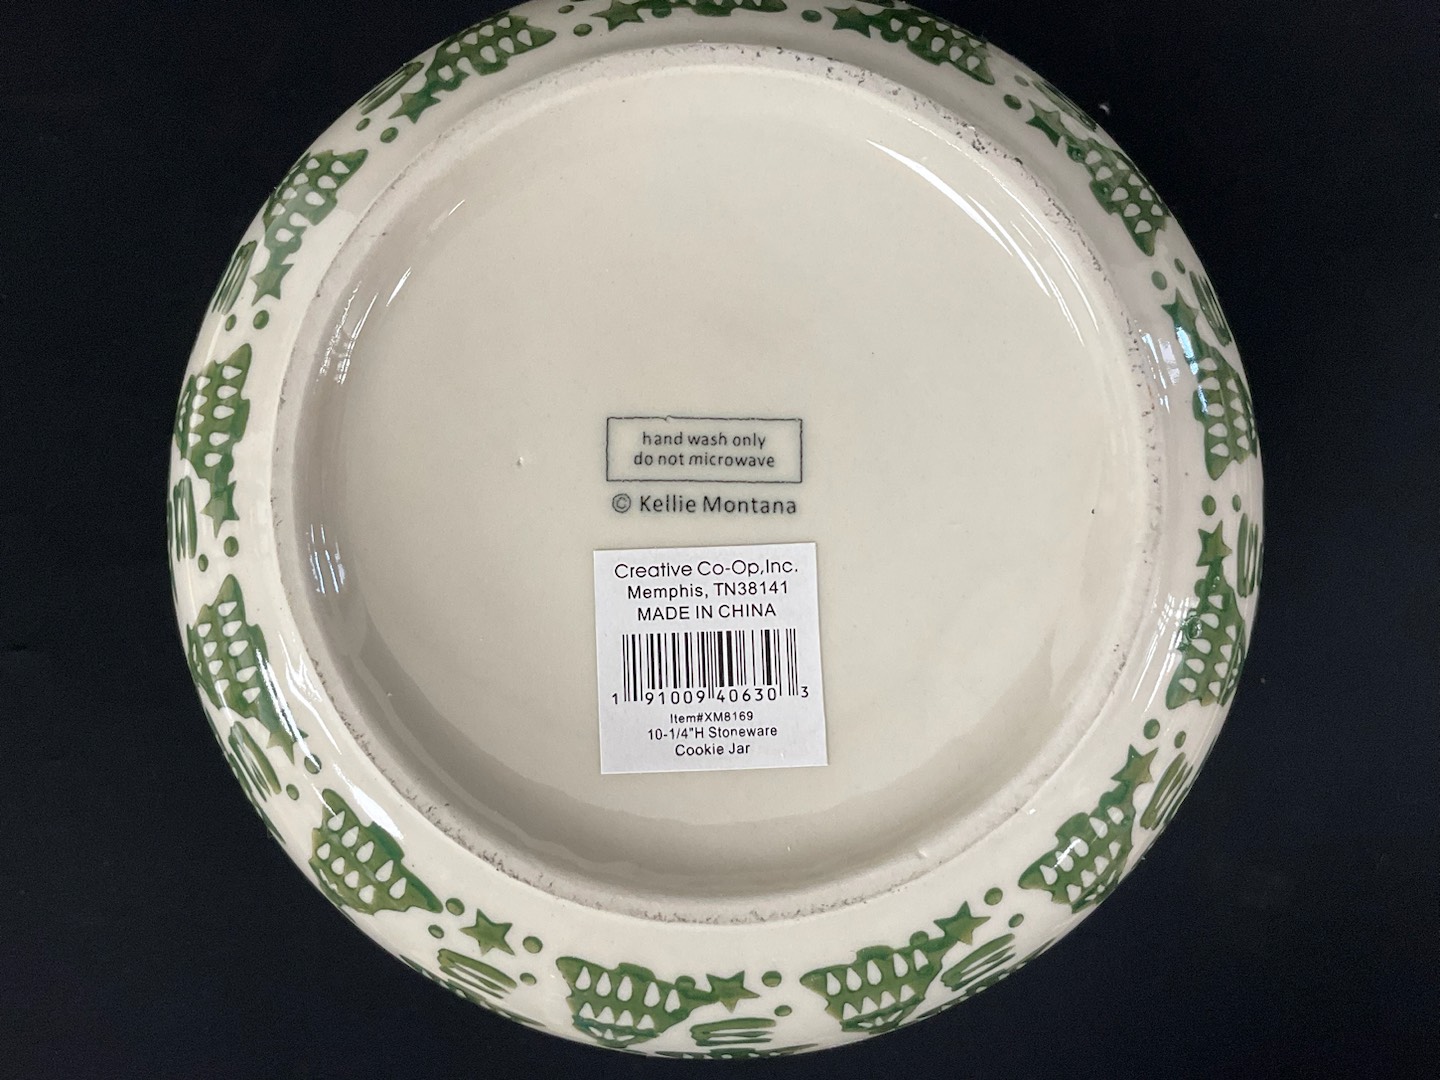 hand wash only
do not microwave
© Kellie Montana
Creative Co-Op,Inc.
Memphis, TN38141
MADE IN CHINA
1 91009 40630 3
Item#XM8169
10-1/4"H Stoneware
Cookie Jar